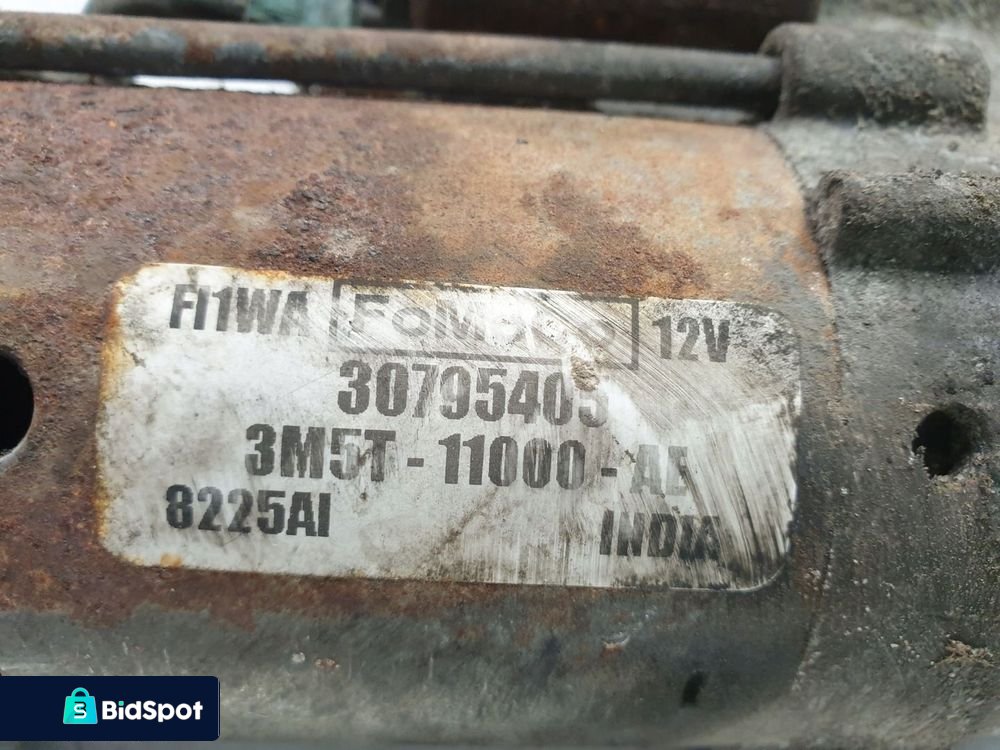 FI1WA FoMoCo 12V
30795405
3M5T - 11000 - AE
8225AI INDIA
BidSpot